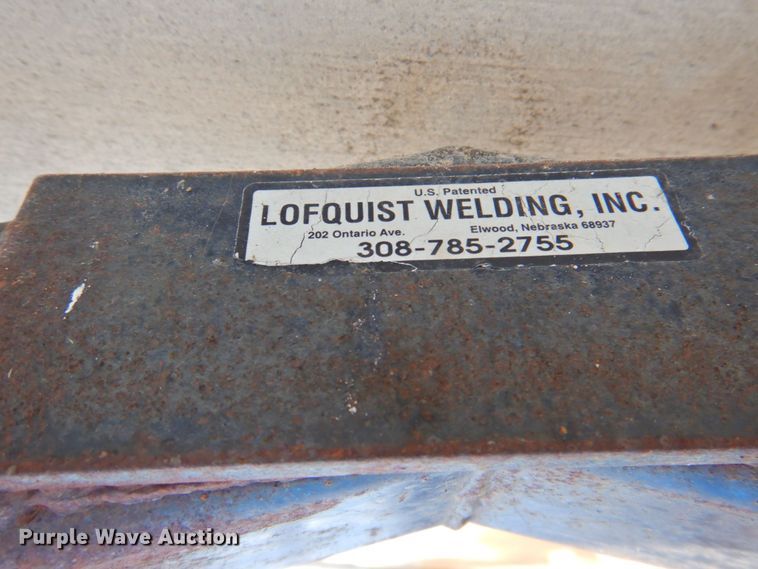 U.S. Patented
LOFQUIST WELDING, INC.
202 Ontario Ave. Elwood, Nebraska 68937
308-785-2755
Purple Wave Auction